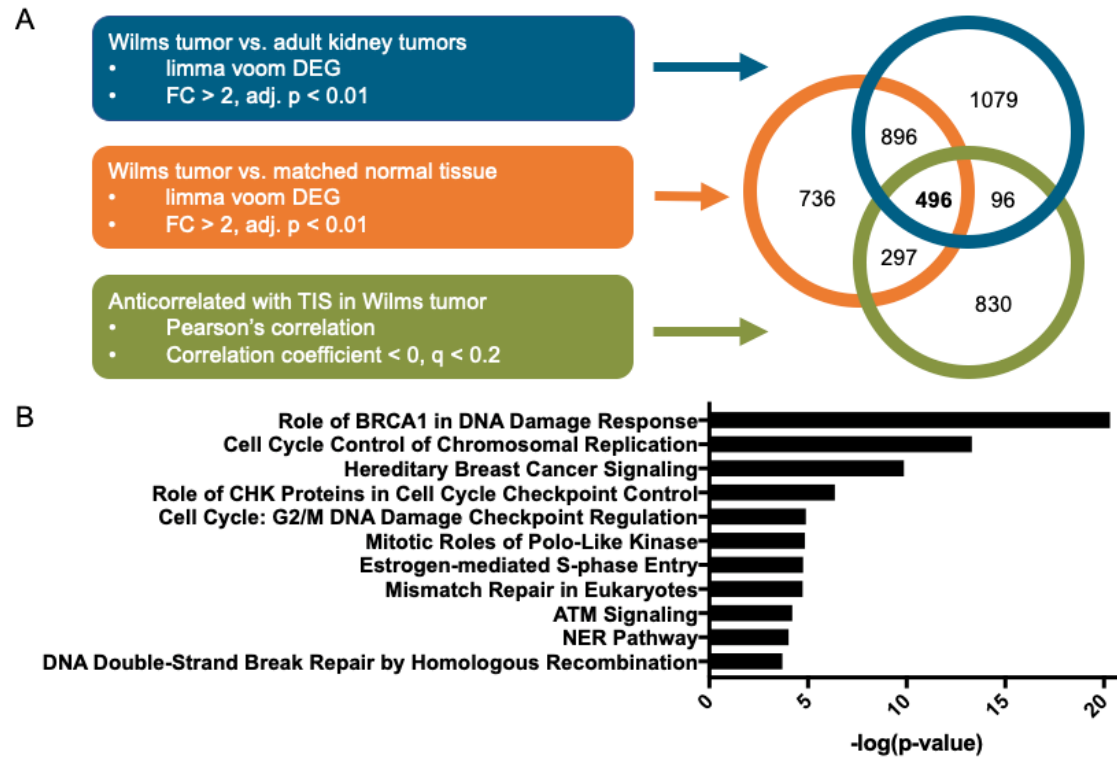 A
Wilms tumor vs. adult kidney tumors
• limma voom DEG
• FC > 2, adj. p < 0.01
Wilms tumor vs. matched normal tissue
• limma voom DEG
• FC > 2, adj. p < 0.01
Anticorrelated with TIS in Wilms tumor
• Pearson's correlation
• Correlation coefficient < 0, q < 0.2
1079
896
736
496
96
297
830
B
Role of BRCA1 in DNA Damage Response
Cell Cycle Control of Chromosomal Replication
Hereditary Breast Cancer Signaling
Role of CHK Proteins in Cell Cycle Checkpoint Control
Cell Cycle: G2/M DNA Damage Checkpoint Regulation
Mitotic Roles of Polo-Like Kinase
Estrogen-mediated S-phase Entry
Mismatch Repair in Eukaryotes
ATM Signaling
NER Pathway
DNA Double-Strand Break Repair by Homologous Recombination
0 5 10 15 20
-log(p-value)